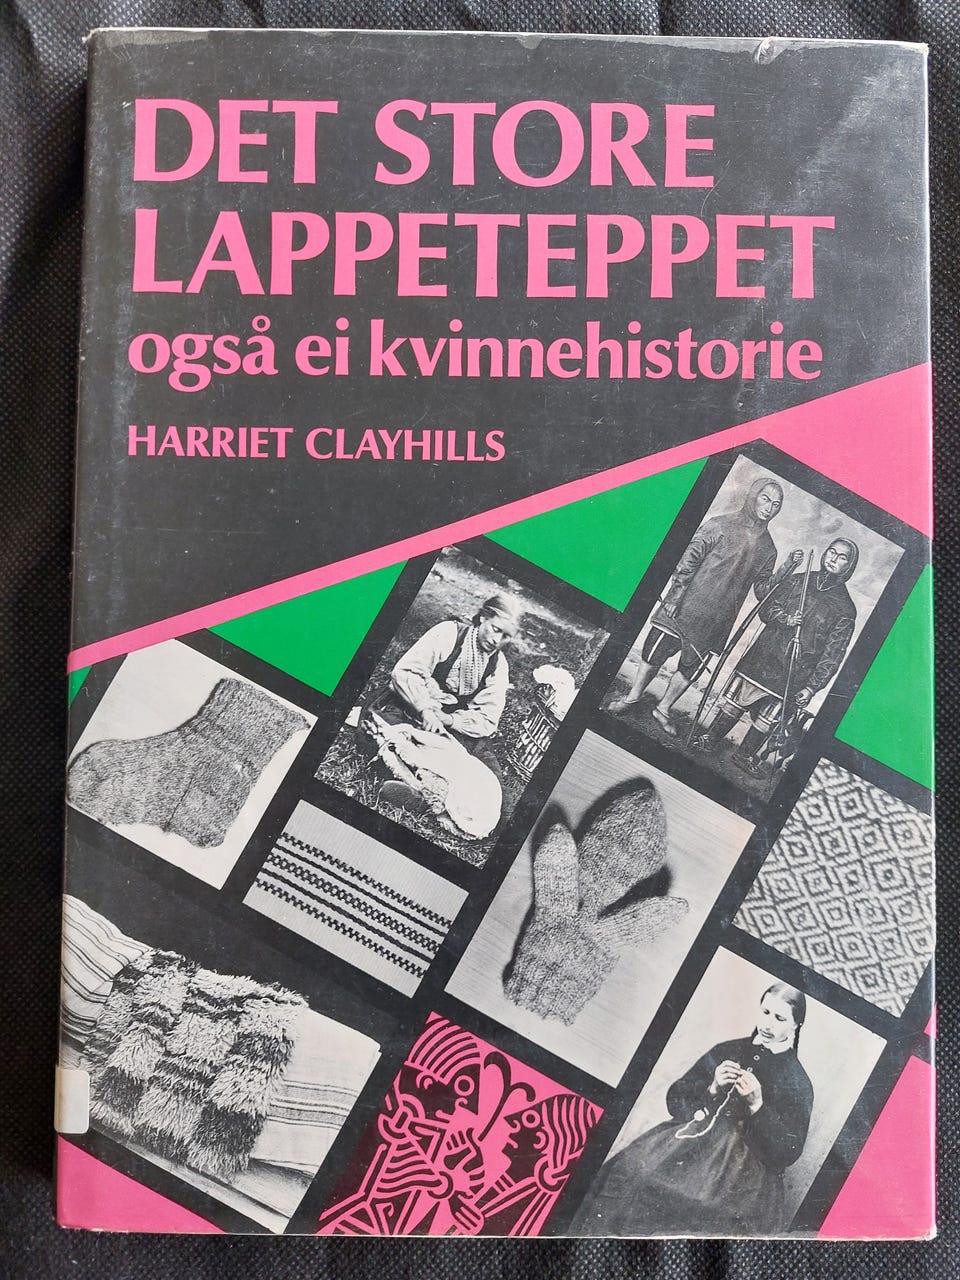 DET STORE
LAPPETEPPET
også ei kvinnehistorie
HARRIET CLAYHILLS